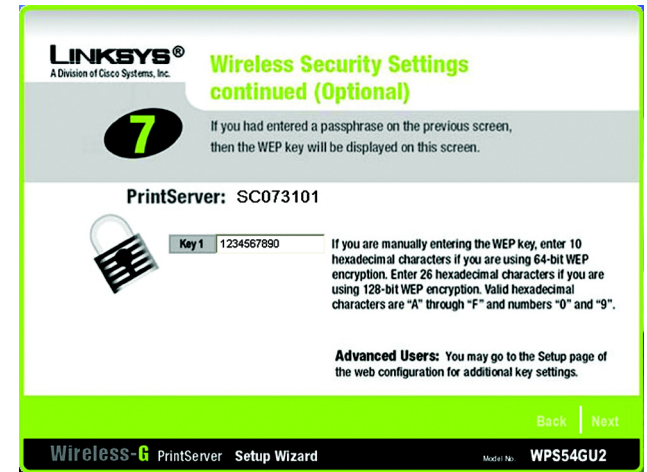 LINKSYS®
A Division of Cisco Systems, Inc.
Wireless Security Settings
continued (Optional)
7
If you had entered a passphrase on the previous screen,
then the WEP key will be displayed on this screen.
PrintServer: SC073101
Key 1 1234567890
If you are manually entering the WEP key, enter 10
hexadecimal characters if you are using 64-bit WEP
encryption. Enter 26 hexadecimal characters if you are
using 128-bit WEP encryption. Valid hexadecimal
characters are “A” through “F” and numbers “0” and “9”.
Advanced Users: You may go to the Setup page of
the web configuration for additional key settings.
Back Next
Wireless-G PrintServer Setup Wizard Model No. WPS54GU2